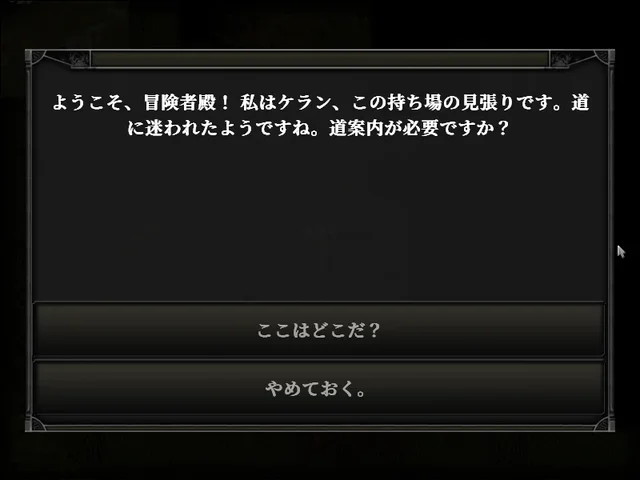 ようこそ、冒険者殿！ 私はケラン、この持ち場の見張りです。道
に迷われたようですね。道案内が必要ですか？
ここはどこだ？
やめておく。